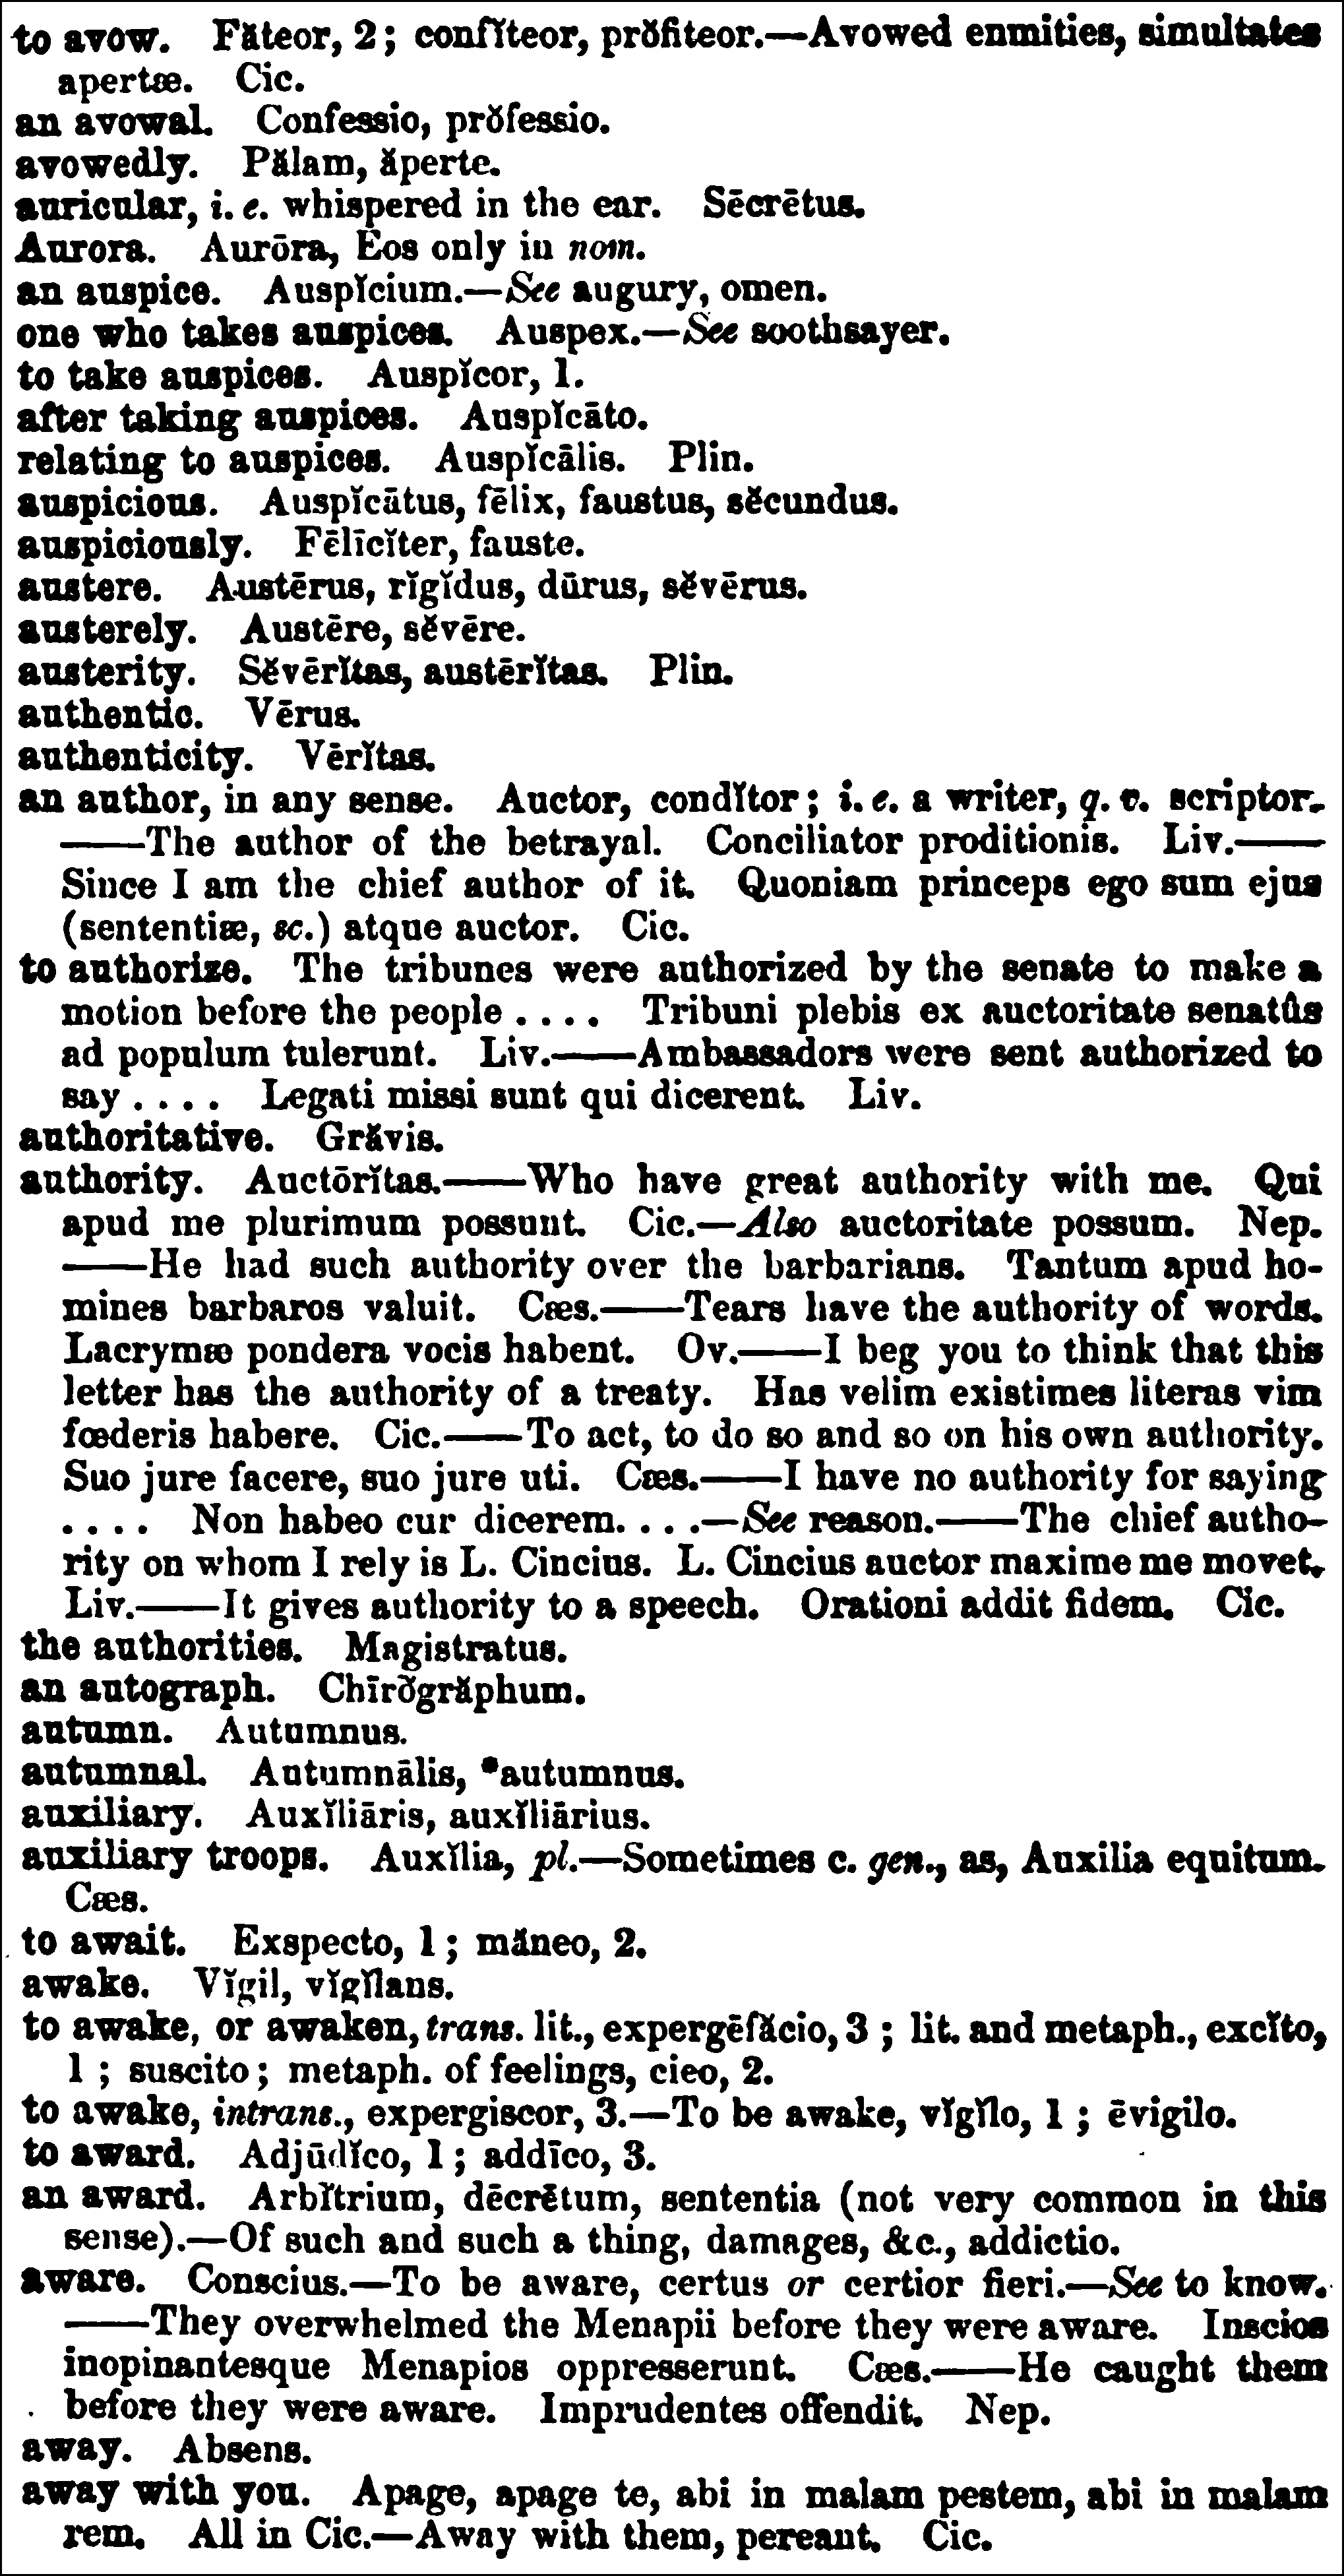 to avow. Făteor, 2; confĭteor, prŏfiteor.—Avowed enmities, simultates
apertæ. Cic.
an avowal. Confessio, prŏfessio.
avowedly. Pălam, ăperte.
auricular, i. e. whispered in the ear. Sēcrētus.
Aurora. Aurōra, Eos only in nom.
an auspice. Auspĭcium.—See augury, omen.
one who takes auspices. Auspex.—See soothsayer.
to take auspices. Auspĭcor, 1.
after taking auspices. Auspĭcāto.
relating to auspices. Auspĭcālis. Plin.
auspicious. Auspĭcātus, fēlix, faustus, sĕcundus.
auspiciously. Fēlīcĭter, fauste.
austere. Austērus, rĭgĭdus, dūrus, sĕvērus.
austerely. Austēre, sĕvēre.
austerity. Sĕvērĭtas, austērĭtas. Plin.
authentic. Vērus.
authenticity. Vērĭtas.
an author, in any sense. Auctor, condĭtor; i. e. a writer, q. v. scriptor.
——The author of the betrayal. Conciliator proditionis. Liv.——
Since I am the chief author of it. Quoniam princeps ego sum ejus
(sententiæ, sc.) atque auctor. Cic.
to authorize. The tribunes were authorized by the senate to make a
motion before the people .... Tribuni plebis ex auctoritate senatûs
ad populum tulerunt. Liv.——Ambassadors were sent authorized to
say .... Legati missi sunt qui dicerent. Liv.
authoritative. Grăvis.
authority. Auctōrĭtas.——Who have great authority with me. Qui
apud me plurimum possunt. Cic.—Also auctoritate possum. Nep.
——He had such authority over the barbarians. Tantum apud ho-
mines barbaros valuit. Cæs.——Tears have the authority of words.
Lacrymæ pondera vocis habent. Ov.——I beg you to think that this
letter has the authority of a treaty. Has velim existimes literas vim
fœderis habere. Cic.——To act, to do so and so on his own authority.
Suo jure facere, suo jure uti. Cæs.——I have no authority for saying
.... Non habeo cur dicerem. ...—See reason.——The chief autho-
rity on whom I rely is L. Cincius. L. Cincius auctor maxime me movet.
Liv.——It gives authority to a speech. Orationi addit fidem. Cic.
the authorities. Magistratus.
an autograph. Chīrŏgrăphum.
autumn. Autumnus.
autumnal. Autumnālis, *autumnus.
auxiliary. Auxĭliāris, auxĭliārius.
auxiliary troops. Auxĭlia, pl.—Sometimes c. gen., as, Auxilia equitum.
Cæs.
to await. Exspecto, 1; măneo, 2.
awake. Vĭgil, vĭgĭlans.
to awake, or awaken, trans. lit., expergēfăcio, 3; lit. and metaph., excĭto,
1; suscito; metaph. of feelings, cieo, 2.
to awake, intrans., expergiscor, 3.—To be awake, vĭgĭlo, 1; ēvigilo.
to award. Adjūdĭco, 1; addīco, 3.
an award. Arbĭtrium, dēcrētum, sententia (not very common in this
sense).—Of such and such a thing, damages, &c., addictio.
aware. Conscius.—To be aware, certus or certior fieri.—See to know.
——They overwhelmed the Menapii before they were aware. Inscios
inopinantesque Menapios oppresserunt. Cæs.——He caught them
before they were aware. Imprudentes offendit. Nep.
away. Absens.
away with you. Apage, apage te, abi in malam pestem, abi in malam
rem. All in Cic.—Away with them, pereant. Cic.